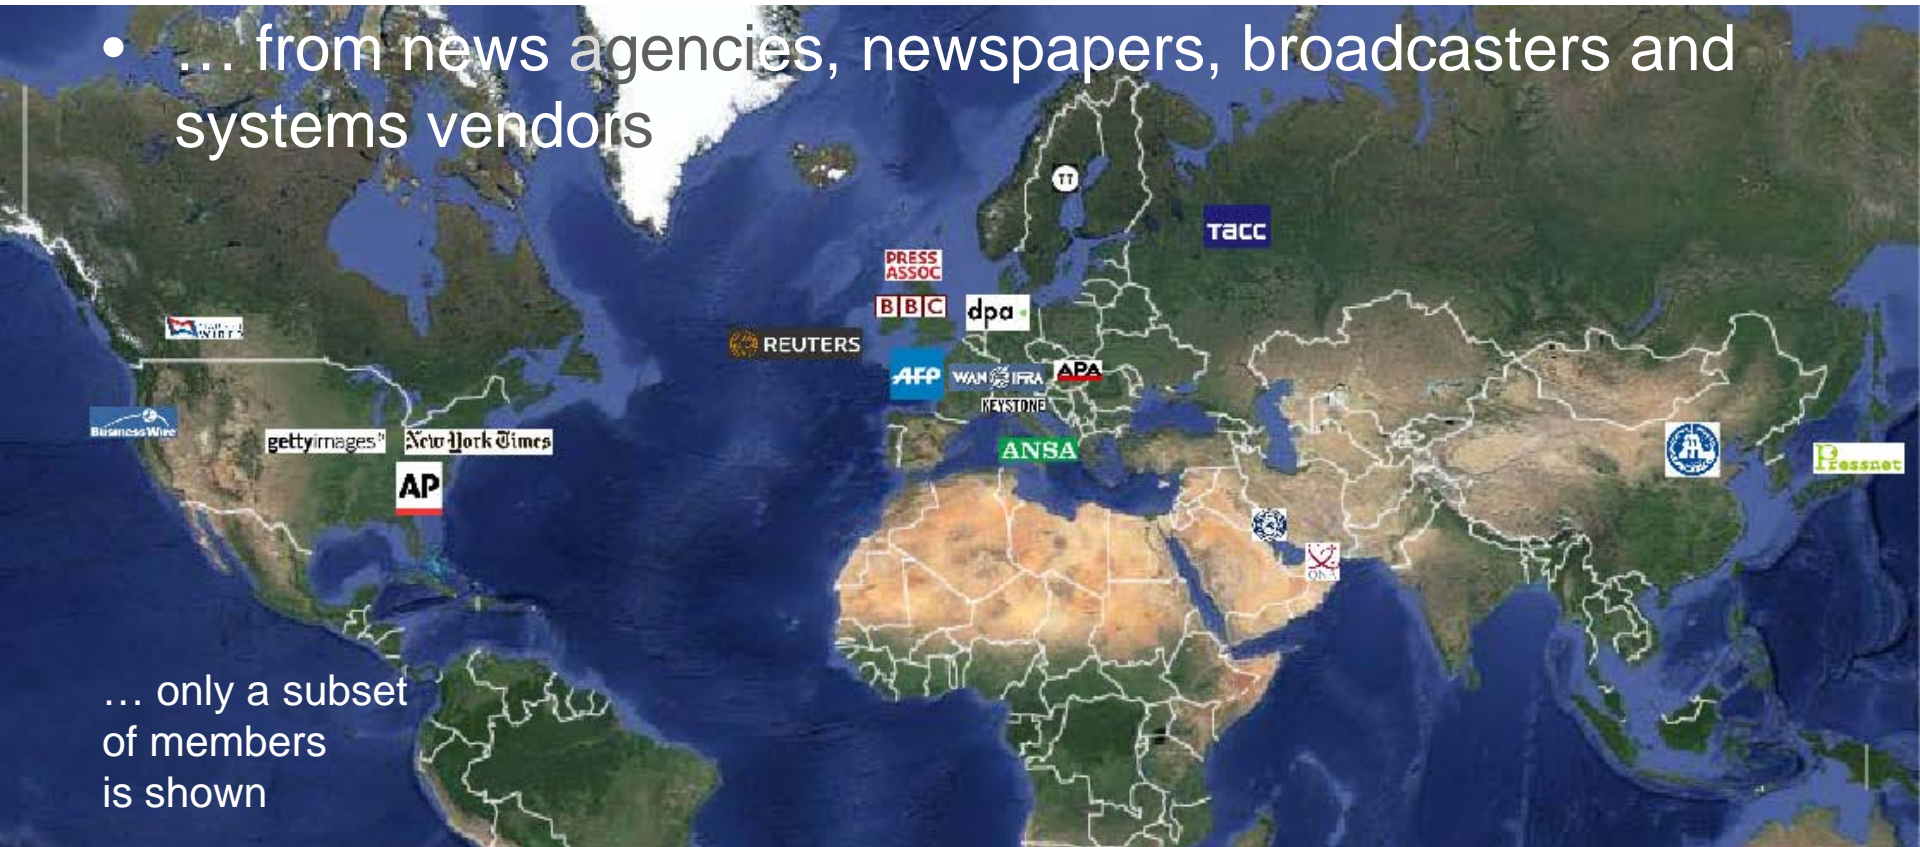 • … from news agencies, newspapers, broadcasters and
systems vendors
TT
тасс
PRESS
ASSOC
BBC
dpa
REUTERS
AFP
WAN IFRA
APA
KEYSTONE
BusinessWire
gettyimages®
New York Times
ANSA
AP
Pressnet
ONA
… only a subset
of members
is shown